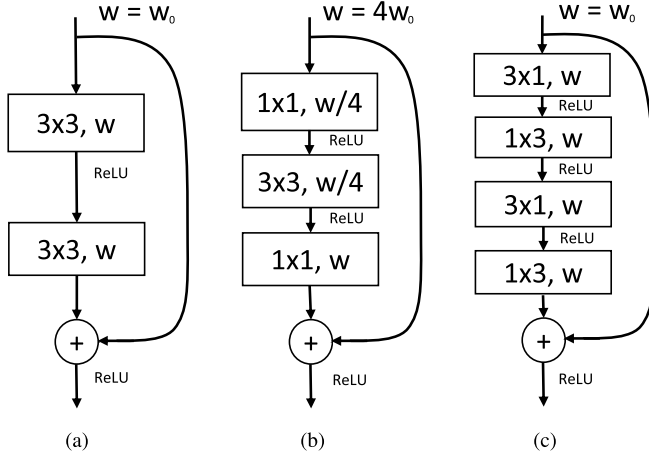 w = w₀
3x3, w
ReLU
3x3, w
+
ReLU
(a)
w = 4w₀
1x1, w/4
ReLU
3x3, w/4
ReLU
1x1, w
+
ReLU
(b)
w = w₀
3x1, w
ReLU
1x3, w
ReLU
3x1, w
ReLU
1x3, w
+
ReLU
(c)